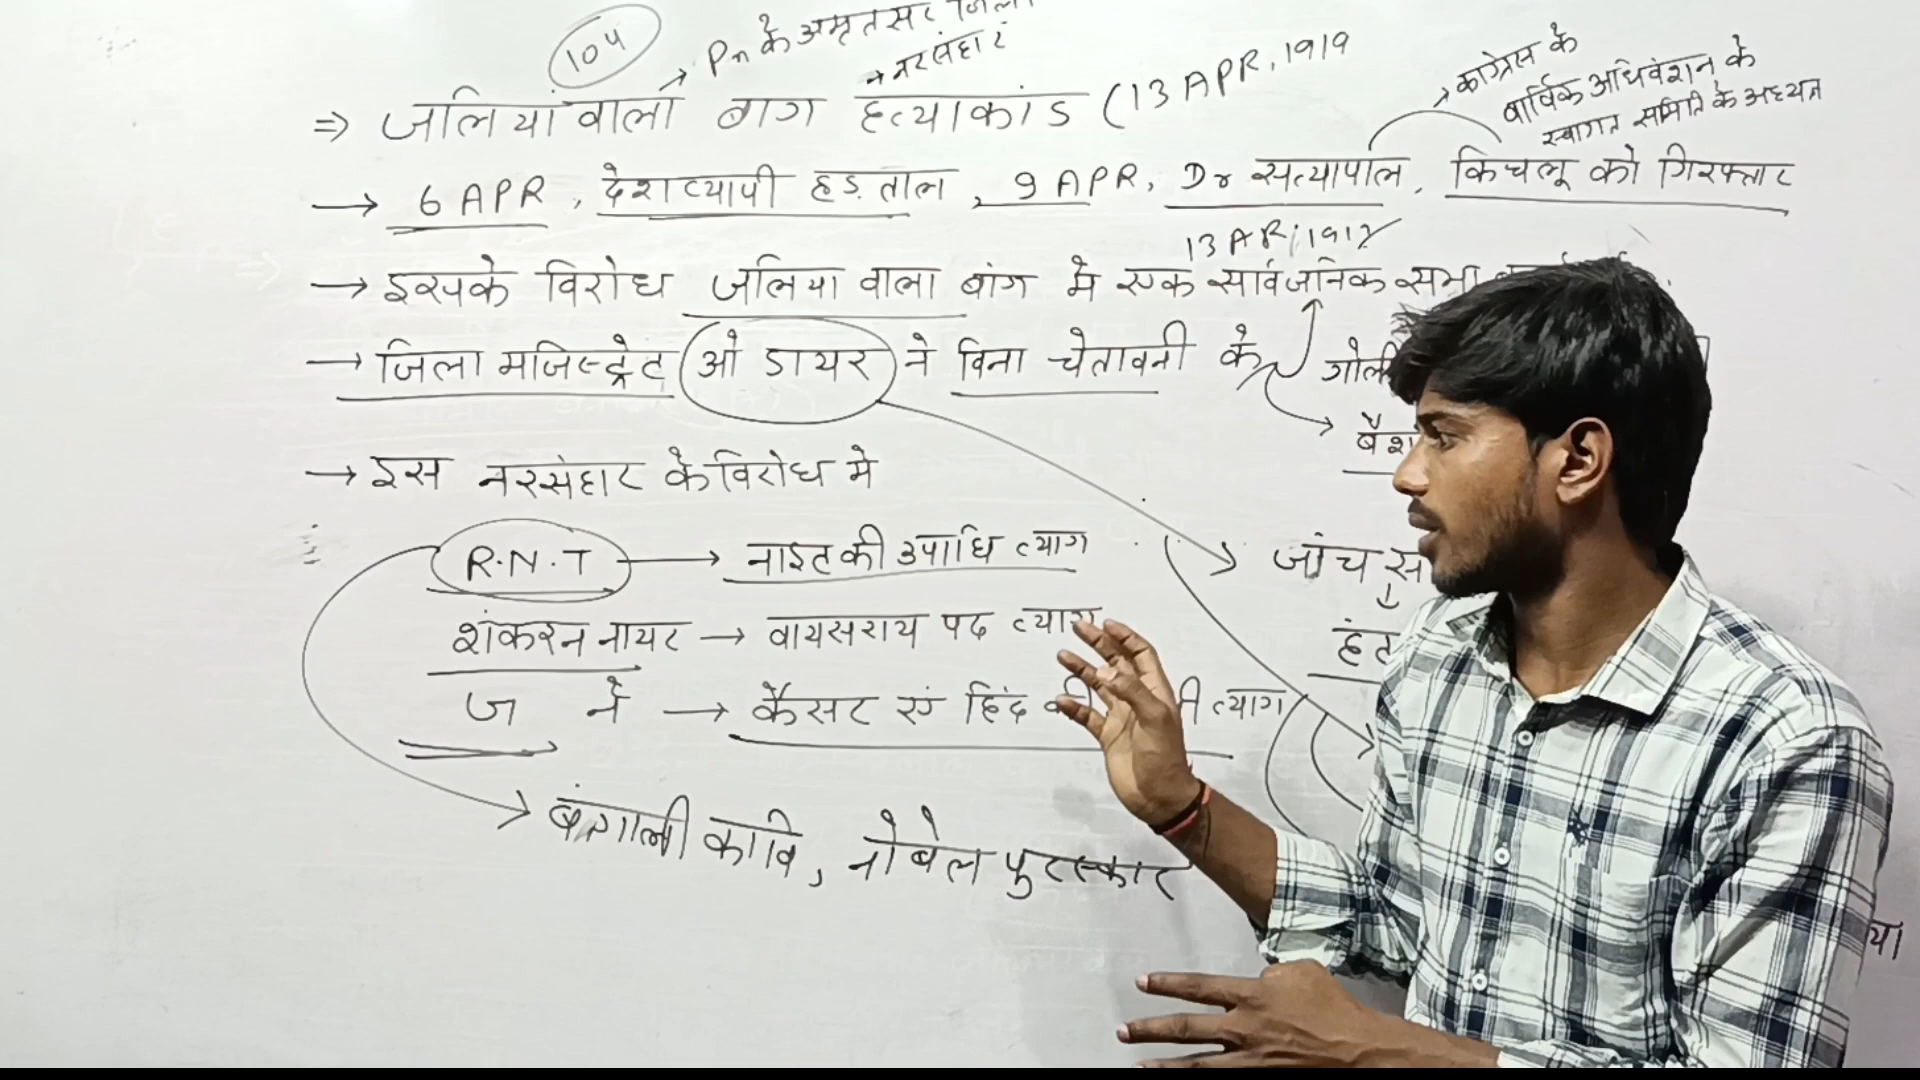 104
Pn के अमृतसर जिला
→ नरसंहार
⇒ जलियांवाला बाग हत्याकांड (13 APR, 1919
→ कांग्रेस के
वार्षिक अधिवेशन के
स्वागत समिति के अध्यक्ष
→ 6 APR, देशव्यापी हड़ताल, 9 APR, Dr सत्यापाल, किचलू को गिरफ्तार
13 APR, 1919
→ इसके विरोध जलिया वाला बाग मे एक सार्वजनिक सभा
→ जिला मजिस्ट्रेट ओ डायर ने विना चेतावनी के गोली
→ इस नरसंहार के विरोध मे
R.N.T → नाइट की उपाधि त्याग
जांच स
शंकरन नायर → वायसराय पद त्याग
हंट
ज ने → कैसर ए हिंद की त्याग
→ बंगाली कवि, नोबेल पुरस्कार
या